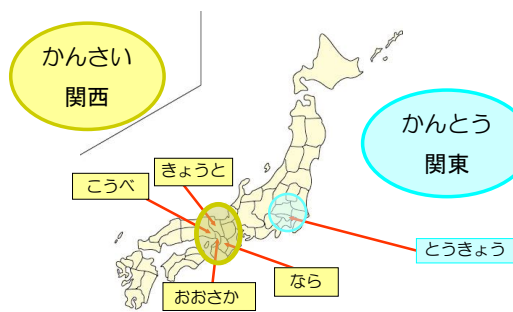 かんさい
関西
かんとう
関東
きょうと
こうべ
とうきょう
なら
おおさか